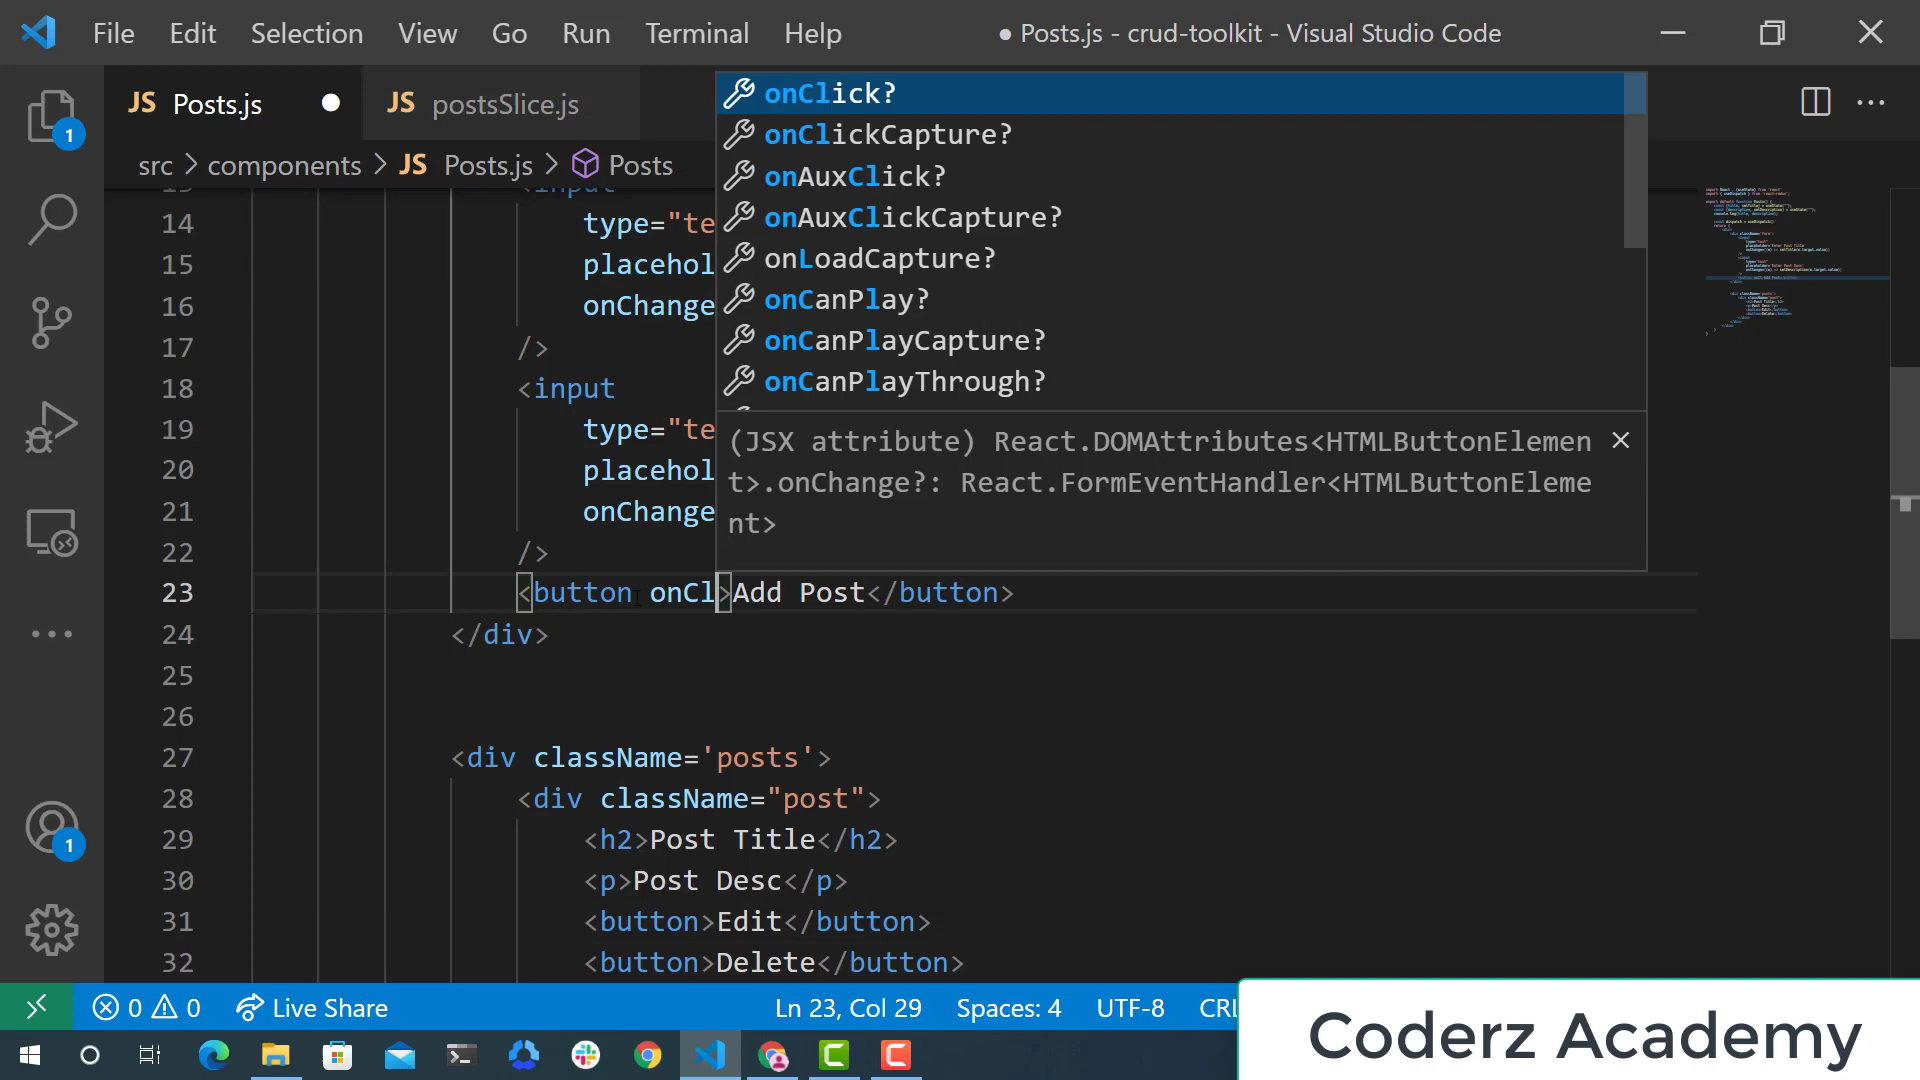 File Edit Selection View Go Run Terminal Help
● Posts.js - crud-toolkit - Visual Studio Code
JS Posts.js
JS postsSlice.js
src > components > JS Posts.js > Posts
onClick?
onClickCapture?
onAuxClick?
onAuxClickCapture?
onLoadCapture?
onCanPlay?
onCanPlayCapture?
onCanPlayThrough?
(JSX attribute) React.DOMAttributes<HTMLButtonElemen
t>.onChange?: React.FormEventHandler<HTMLButtonEleme
nt>
<input
14 type="te
15 placehol
16 onChange
17 />
18 <input
19 type="te
20 placehol
21 onChange
22 />
23 <button onCl>Add Post</button>
24 </div>
25
26
27 <div className='posts'>
28 <div className="post">
29 <h2>Post Title</h2>
30 <p>Post Desc</p>
31 <button>Edit</button>
32 <button>Delete</button>
1
1
0 0 Live Share Ln 23, Col 29 Spaces: 4 UTF-8
Coderz Academy